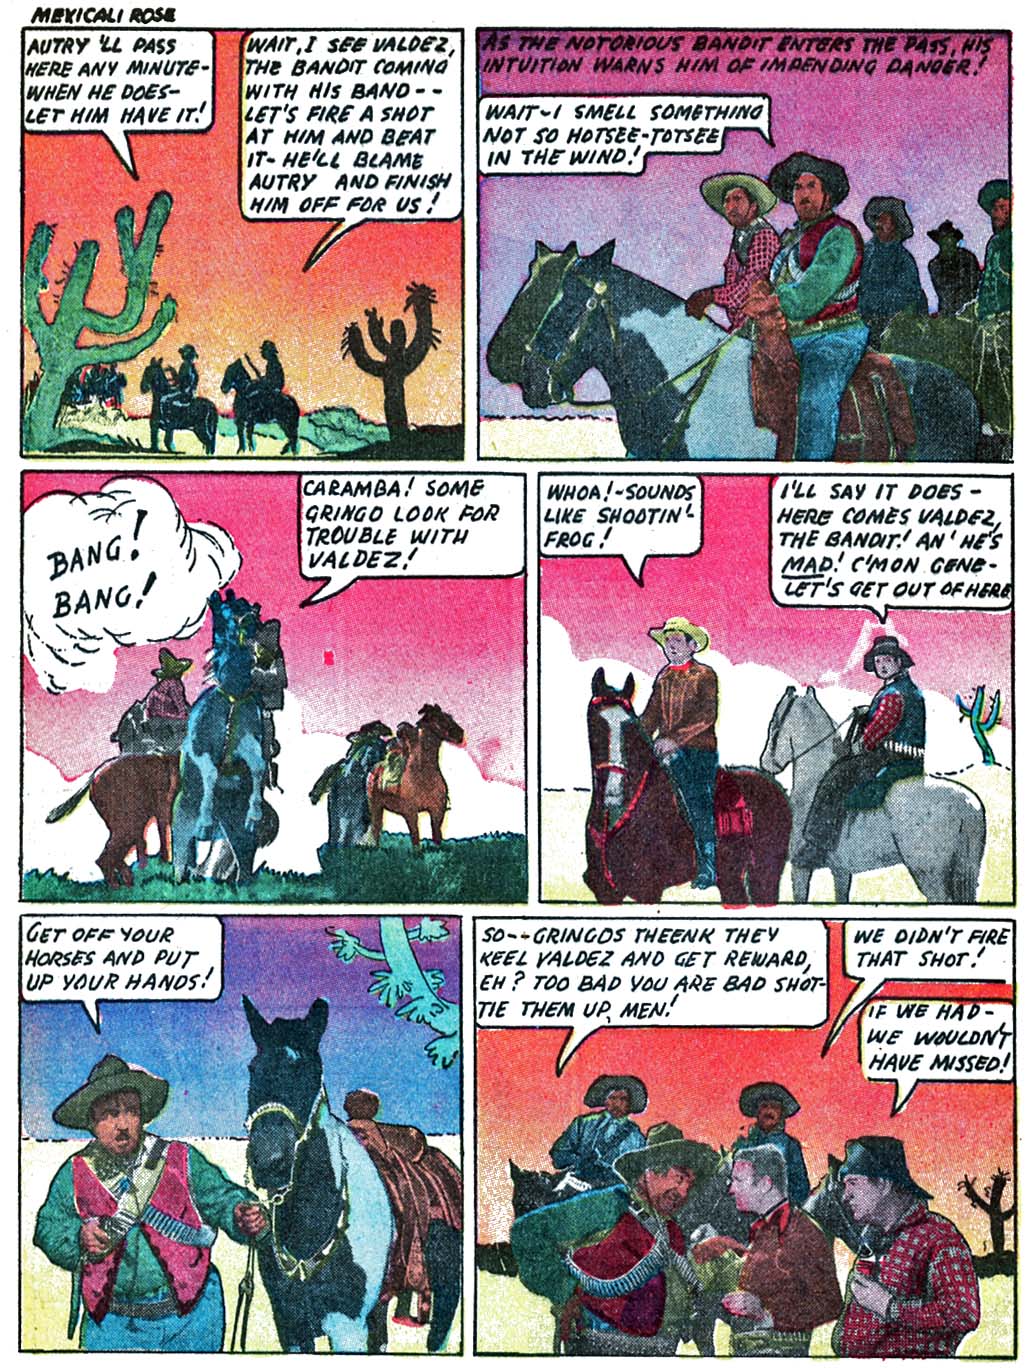 MEXICALI ROSE
AUTRY 'LL PASS
HERE ANY MINUTE-
WHEN HE DOES-
LET HIM HAVE IT!
WAIT, I SEE VALDEZ,
THE BANDIT COMING
WITH HIS BAND--
LET'S FIRE A SHOT
AT HIM AND BEAT
IT- HE'LL BLAME
AUTRY AND FINISH
HIM OFF FOR US!
AS THE NOTORIOUS BANDIT ENTERS THE PASS, HIS
INTUITION WARNS HIM OF IMPENDING DANGER!
WAIT-I SMELL SOMETHING
NOT SO HOTSEE-TOTSEE
IN THE WIND!
BANG!
BANG!
CARAMBA! SOME
GRINGO LOOK FOR
TROUBLE WITH
VALDEZ!
WHOA!-SOUNDS
LIKE SHOOTIN'-
FROG!
I'LL SAY IT DOES-
HERE COMES VALDEZ,
THE BANDIT! AN' HE'S
MAD! C'MON GENE-
LET'S GET OUT OF HERE
GET OFF YOUR
HORSES AND PUT
UP YOUR HANDS!
SO--GRINGOS THEENK THEY
KEEL VALDEZ AND GET REWARD,
EH? TOO BAD YOU ARE BAD SHOT-
TIE THEM UP, MEN!
WE DIDN'T FIRE
THAT SHOT!
IF WE HAD-
WE WOULDN'T
HAVE MISSED!